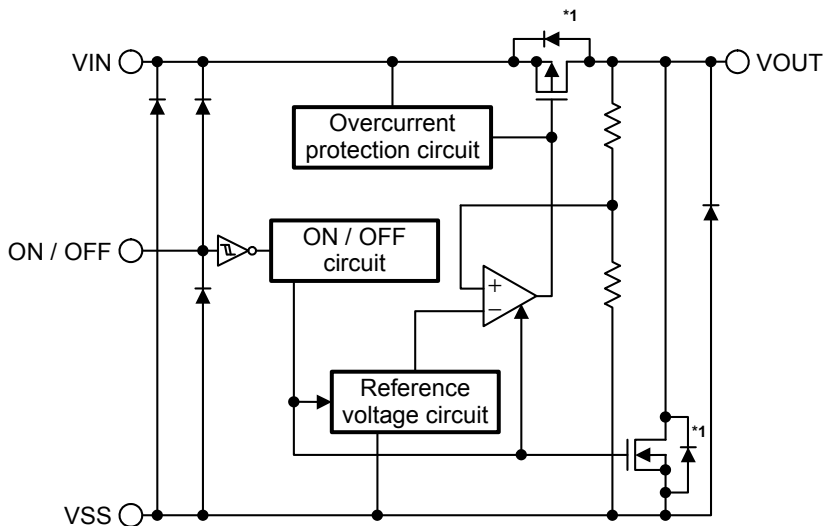 *1
VIN
VOUT
Overcurrent
protection circuit
ON / OFF
ON / OFF
circuit
+
−
Reference
voltage circuit
*1
VSS